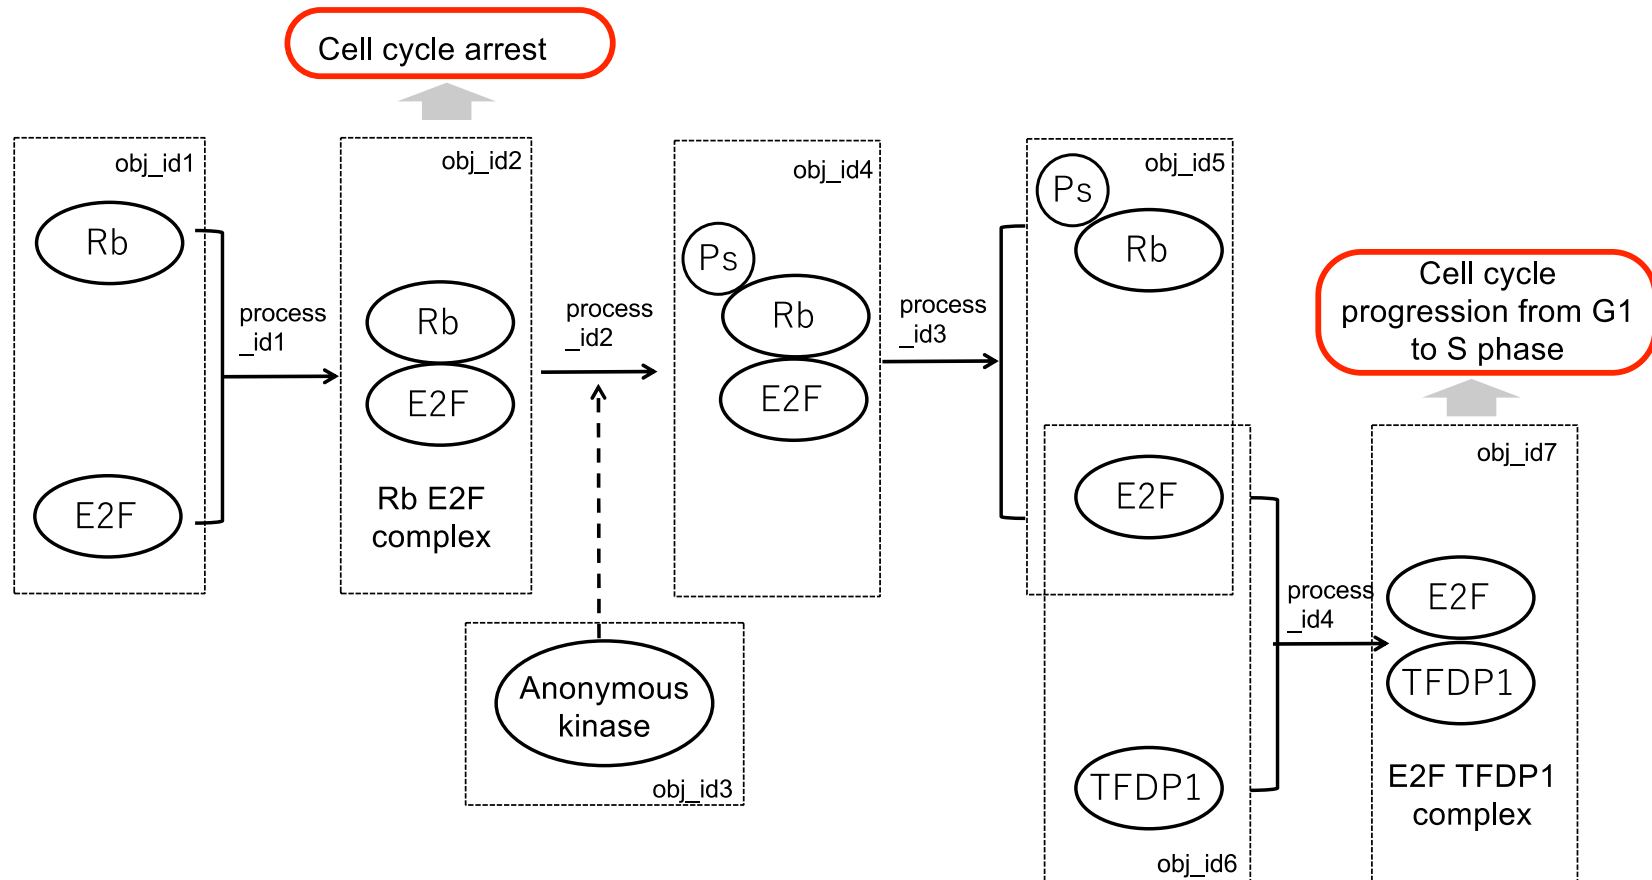 Cell cycle arrest
obj_id1
Rb
E2F
process
_id1
obj_id2
Rb
E2F
Rb E2F
complex
process
_id2
Anonymous
kinase
obj_id3
obj_id4
Ps
Rb
E2F
process
_id3
obj_id5
Ps
Rb
E2F
TFDP1
obj_id6
process
_id4
Cell cycle
progression from G1
to S phase
obj_id7
E2F
TFDP1
E2F TFDP1
complex